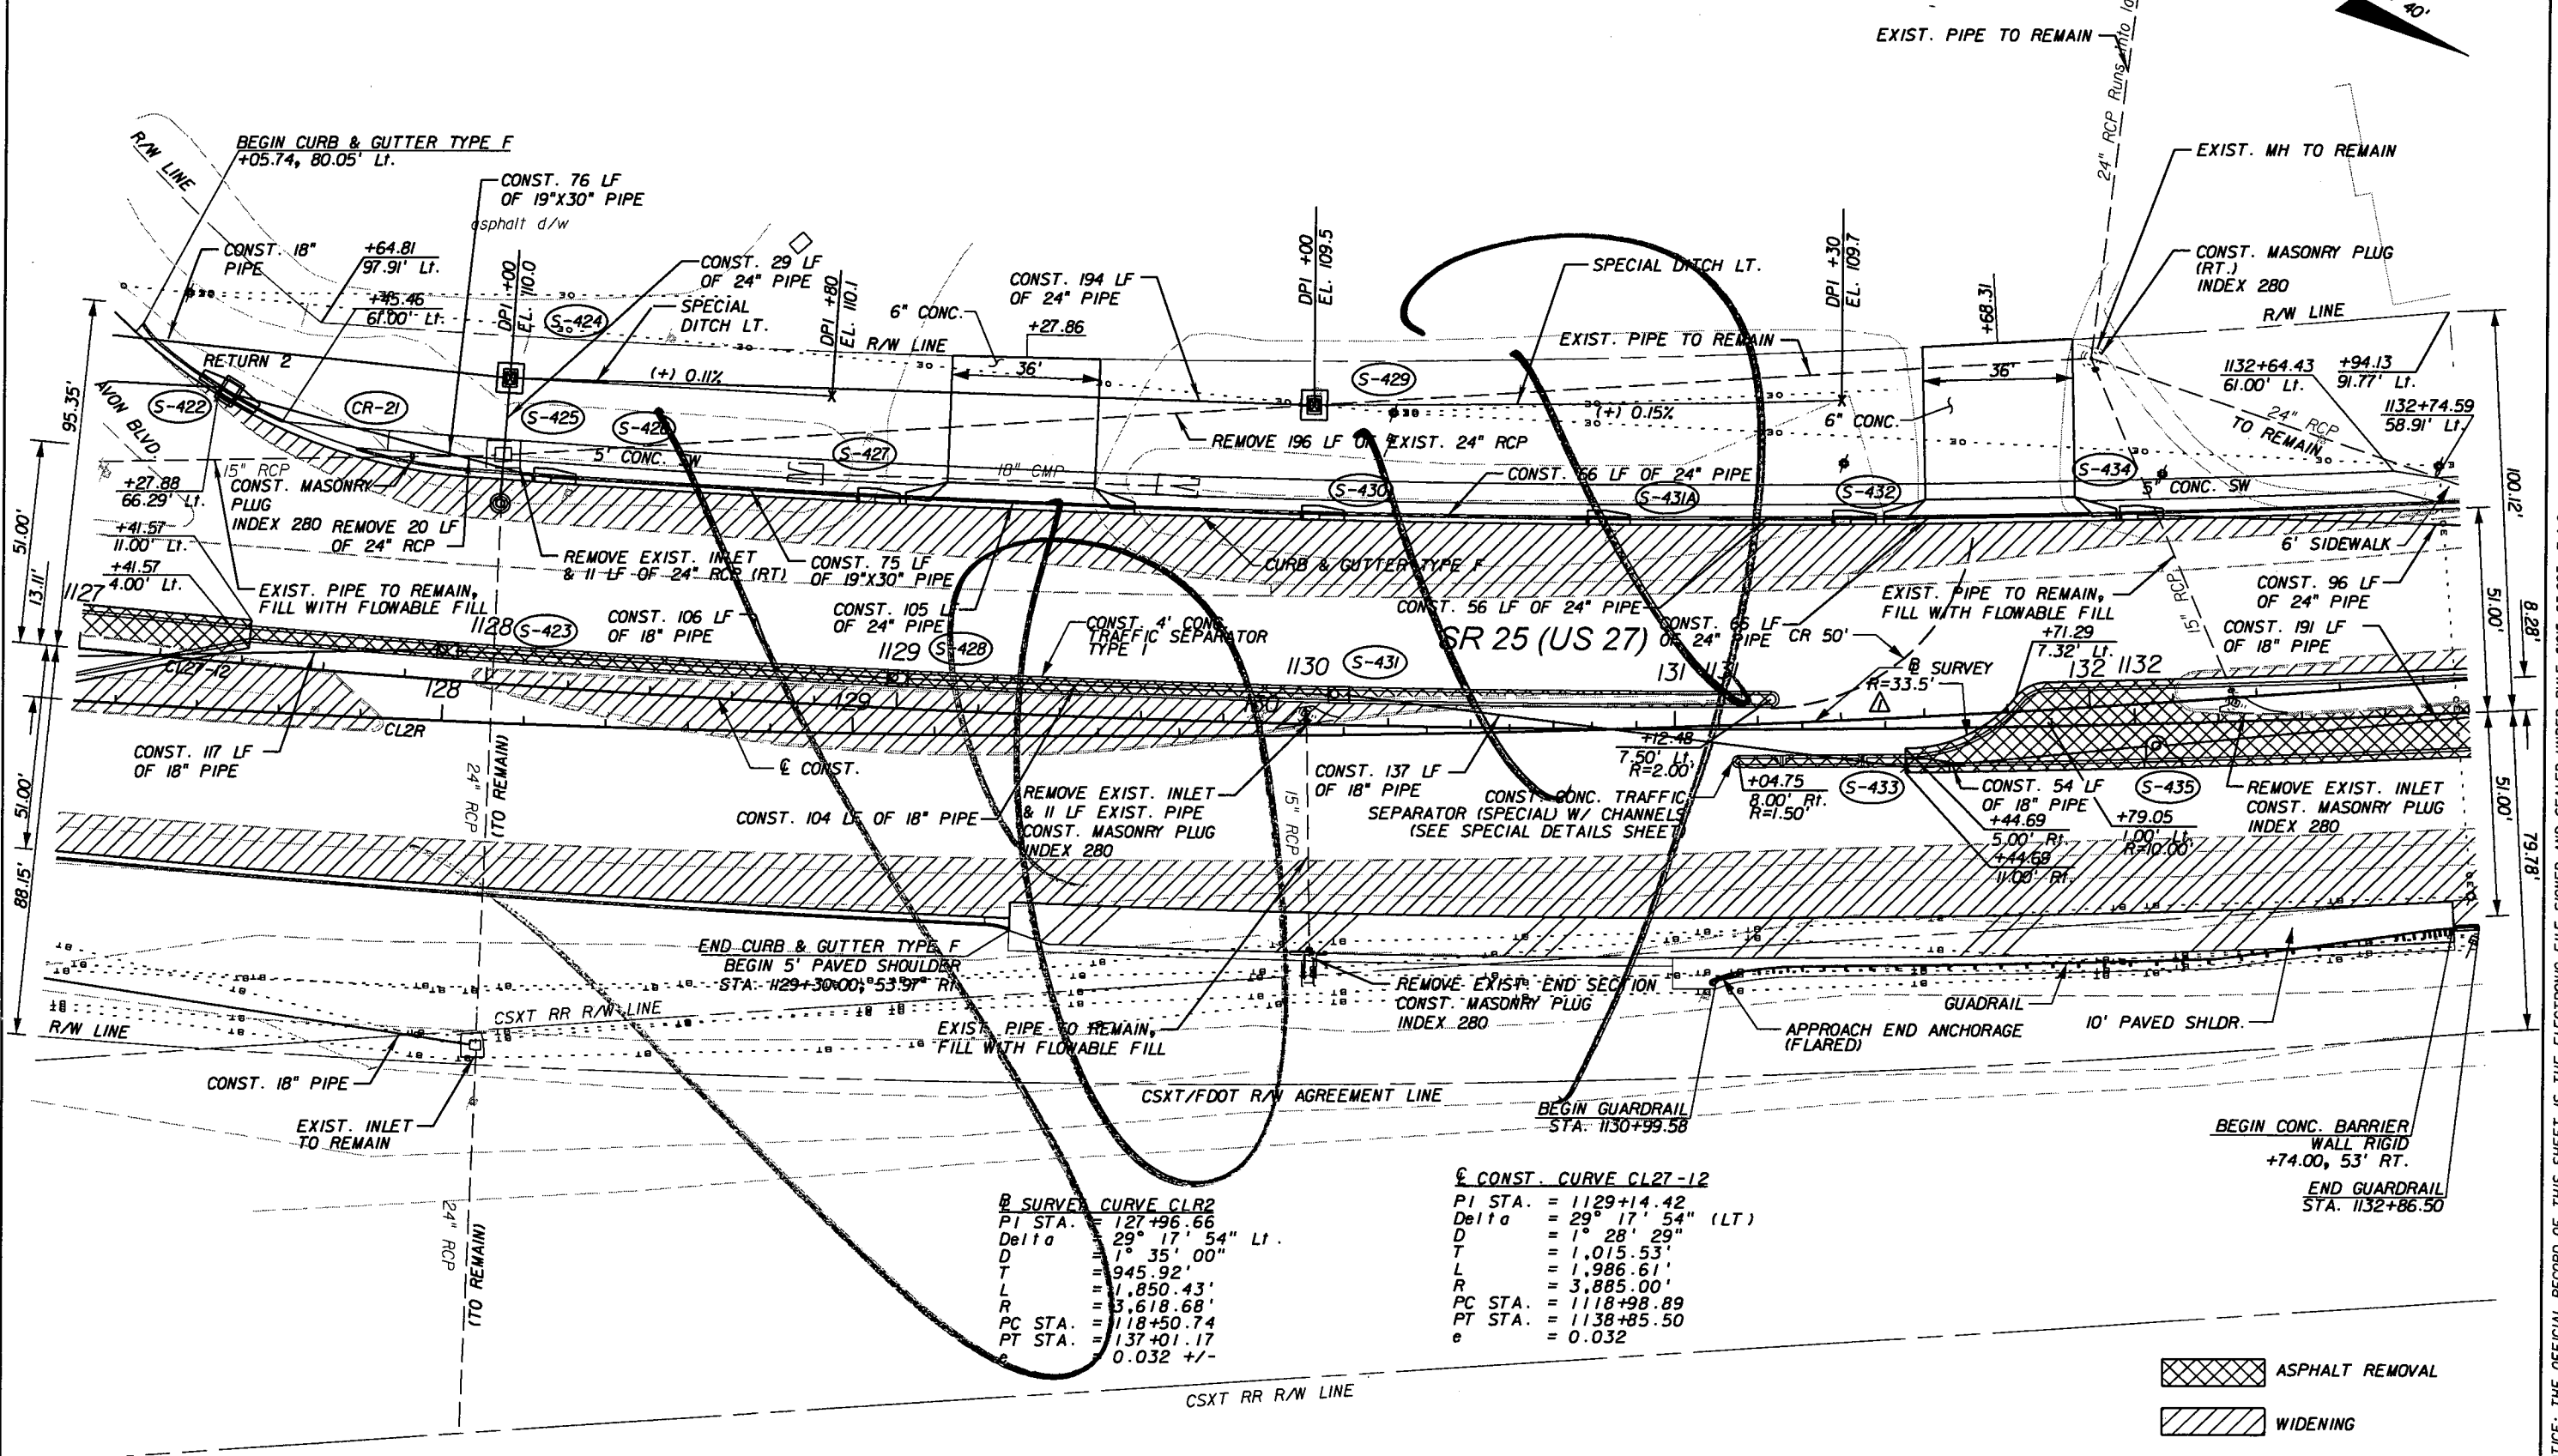 40'
EXIST. PIPE TO REMAIN
24" RCP Runs into
R/W LINE
BEGIN CURB & GUTTER TYPE F
+05.74, 80.05' Lt.
CONST. 76 LF
OF 19"X30" PIPE
asphalt d/w
CONST. 18"
PIPE
+64.81
97.91' Lt.
+45.46
61.00' Lt.
DPI +00
EL. 110.0
S-424
CONST. 29 LF
OF 24" PIPE
SPECIAL
DITCH LT.
DPI +80
EL. 110.1
6" CONC.
R/W LINE
CONST. 194 LF
OF 24" PIPE
+27.86
36'
DPI +00
EL. 109.5
SPECIAL DITCH LT.
EXIST. PIPE TO REMAIN
DPI +30
EL. 109.7
+68.31
36'
EXIST. MH TO REMAIN
CONST. MASONRY PLUG
(RT.)
INDEX 280
R/W LINE
1132+64.43
61.00' Lt.
+94.13
91.77' Lt.
1132+74.59
58.91' Lt.
24" RCP
TO REMAIN
RETURN 2
S-422
CR-21
AVON BLVD.
95.35'
51.00'
13.11'
S-425
S-426
(+) 0.11%
S-427
5' CONC. SW
18" CMP
S-429
(+) 0.15%
REMOVE 196 LF OF EXIST. 24" RCP
6" CONC.
CONST. 66 LF OF 24" PIPE
S-430
S-431A
S-432
S-434
5' CONC. SW
100.12'
15" RCP
+27.88
66.29' Lt.
CONST. MASONRY
PLUG
INDEX 280
REMOVE 20 LF
OF 24" RCP
+41.57
11.00' Lt.
+41.57
4.00' Lt.
EXIST. PIPE TO REMAIN,
FILL WITH FLOWABLE FILL
REMOVE EXIST. INLET
& 11 LF OF 24" RCP (RT)
CONST. 75 LF
OF 19"X30" PIPE
CURB & GUTTER TYPE F
6' SIDEWALK
CONST. 96 LF
OF 24" PIPE
EXIST. PIPE TO REMAIN,
FILL WITH FLOWABLE FILL
15" RCP
51.00'
8.28'
1127
1128
S-423
CONST. 106 LF
OF 18" PIPE
CONST. 105 LF
OF 24" PIPE
1129
S-428
CONST. 4' CONC.
TRAFFIC SEPARATOR
TYPE I
1130
S-431
CONST. 56 LF OF 24" PIPE
SR 25 (US 27)
CONST. 66 LF
OF 24" PIPE
CR 50'
131
1131
₧ SURVEY
R=33.5'
+71.29
7.32' Lt.
132
1132
CONST. 191 LF
OF 18" PIPE
CL27-12
CL2R
128
129
130
CONST. 117 LF
OF 18" PIPE
24" RCP
(TO REMAIN)
℄ CONST.
CONST. 104 LF OF 18" PIPE
REMOVE EXIST. INLET
& 11 LF EXIST. PIPE
CONST. MASONRY PLUG
INDEX 280
15" RCP
CONST. 137 LF
OF 18" PIPE
+12.48
7.50' Lt.
R=2.00'
CONST. CONC. TRAFFIC
SEPARATOR (SPECIAL) W/ CHANNELS
(SEE SPECIAL DETAILS SHEET)
+04.75
8.00' Rt.
R=1.50'
S-433
CONST. 54 LF
OF 18" PIPE
+44.69
5.00' Rt.
+44.69
11.00' Rt.
+79.05
1.00' Lt.
R=10.00'
S-435
REMOVE EXIST. INLET
CONST. MASONRY PLUG
INDEX 280
51.00'
79.78'
51.00'
88.15'
END CURB & GUTTER TYPE F
BEGIN 5' PAVED SHOULDER
STA. 1129+30.00, 53.97' Rt.
CSXT RR R/W LINE
R/W LINE
CONST. 18" PIPE
EXIST. INLET
TO REMAIN
EXIST. PIPE TO REMAIN,
FILL WITH FLOWABLE FILL
REMOVE EXIST. END SECTION
CONST. MASONRY PLUG
INDEX 280
GUADRAIL
APPROACH END ANCHORAGE
(FLARED)
10' PAVED SHLDR.
CSXT/FDOT R/W AGREEMENT LINE
BEGIN GUARDRAIL
STA. 1130+99.58
BEGIN CONC. BARRIER
WALL RIGID
+74.00, 53' RT.
END GUARDRAIL
STA. 1132+86.50
24" RCP
(TO REMAIN)
SURVEY CURVE CLR2
PI STA. = 127+96.66
Delta = 29° 17' 54" Lt.
D = 1° 35' 00"
T = 945.92'
L = 1,850.43'
R = 3,618.68'
PC STA. = 118+50.74
PT STA. = 137+01.17
e 0.032 +/-
℄ CONST. CURVE CL27-12
PI STA. = 1129+14.42
Delta = 29° 17' 54" (LT)
D = 1° 28' 29"
T = 1,015.53'
L = 1,986.61'
R = 3,885.00'
PC STA. = 1118+98.89
PT STA. = 1138+85.50
e = 0.032
CSXT RR R/W LINE
ASPHALT REMOVAL
WIDENING